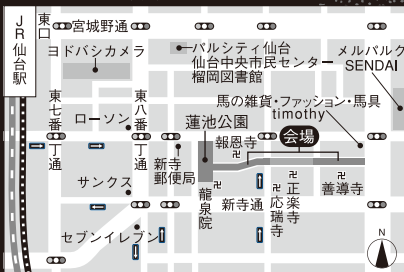 JR仙台駅
東口
宮城野通
ヨドバシカメラ
パルシティ仙台
仙台中央市民センター
榴岡図書館
メルパルク
SENDAI
馬の雑貨・ファッション・馬具
timothy
東七番丁通
東八番丁通
ローソン
蓮池公園
報恩寺
会場
サンクス
新寺郵便局
龍泉院
新寺通
応瑞寺
正楽寺
善導寺
セブンイレブン
N